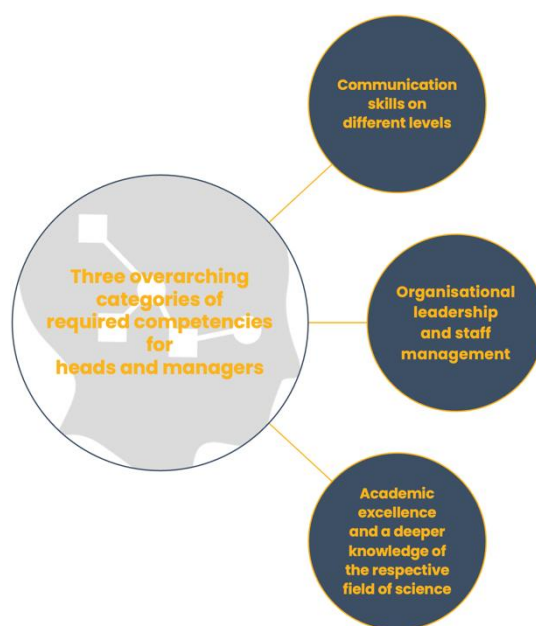 Communication
skills on
different levels
Three overarching
categories of
required competencies
for
heads and managers
Organisational
leadership
and staff
management
Academic
excellence
and a deeper
knowledge of
the respective
field of science